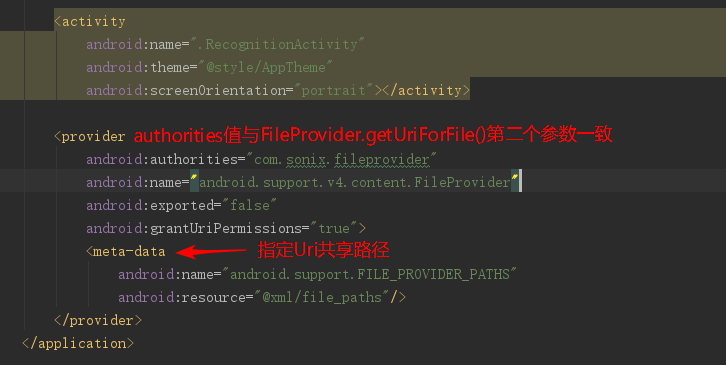 <activity
android:name=".RecognitionActivity"
android:theme="@style/AppTheme"
android:screenOrientation="portrait"></activity>
<provider authorities值与FileProvider.getUriForFile()第二个参数一致
android:authorities="com.sonix.fileprovider"
android:name="android.support.v4.content.FileProvider"
android:exported="false"
android:grantUriPermissions="true">
<meta-data 指定Uri共享路径
android:name="android.support.FILE_PROVIDER_PATHS"
android:resource="@xml/file_paths"/>
</provider>
</application>